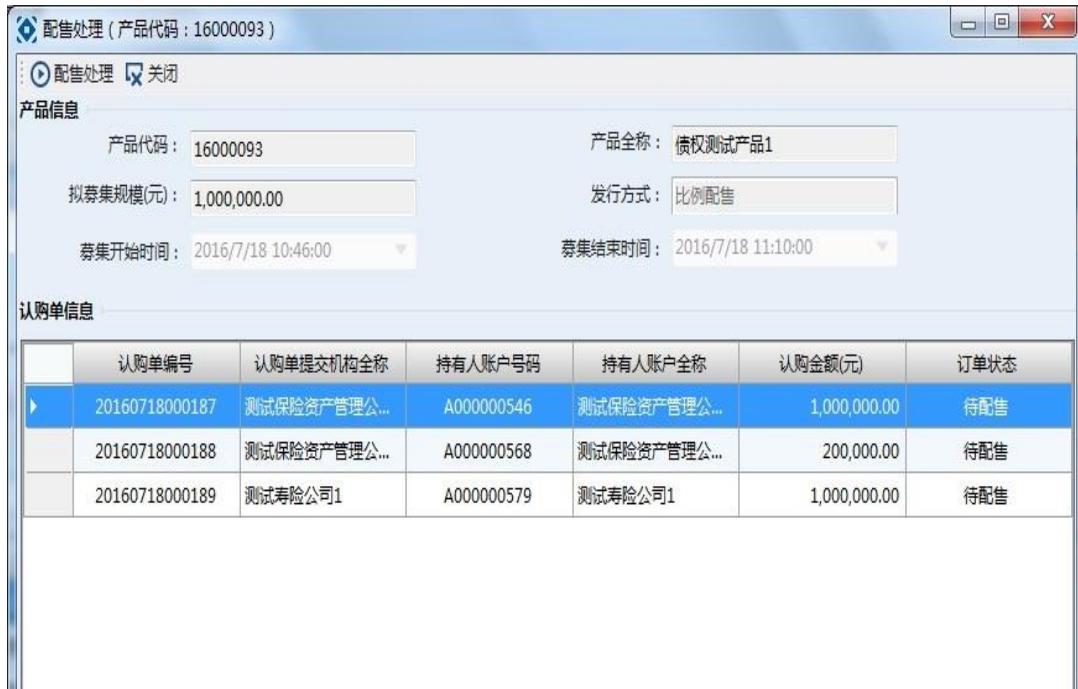 配售处理 ( 产品代码 : 16000093 )
配售处理 关闭
产品信息
产品代码 : 16000093 产品全称 : 债权测试产品1
拟募集规模(元) : 1,000,000.00 发行方式 : 比例配售
募集开始时间 : 2016/7/18 10:46:00 募集结束时间 : 2016/7/18 11:10:00
认购单信息
认购单编号 认购单提交机构全称 持有人账户号码 持有人账户全称 认购金额(元) 订单状态
20160718000187 测试保险资产管理公... A000000546 测试保险资产管理公... 1,000,000.00 待配售
20160718000188 测试保险资产管理公... A000000568 测试保险资产管理公... 200,000.00 待配售
20160718000189 测试寿险公司1 A000000579 测试寿险公司1 1,000,000.00 待配售